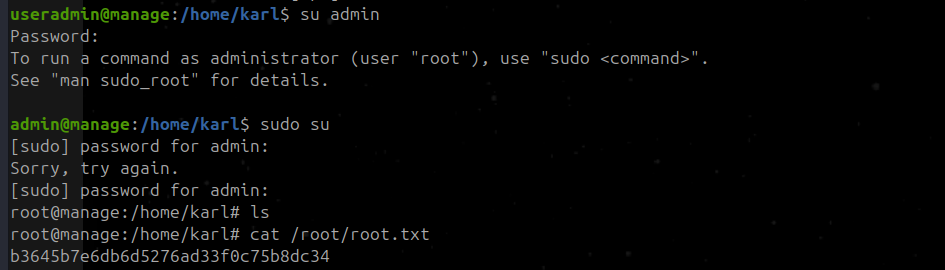 useradmin@manage:/home/karl$ su admin
Password:
To run a command as administrator (user "root"), use "sudo <command>".
See "man sudo_root" for details.
admin@manage:/home/karl$ sudo su
[sudo] password for admin:
Sorry, try again.
[sudo] password for admin:
root@manage:/home/karl# ls
root@manage:/home/karl# cat /root/root.txt
b3645b7e6db6d5276ad33f0c75b8dc34